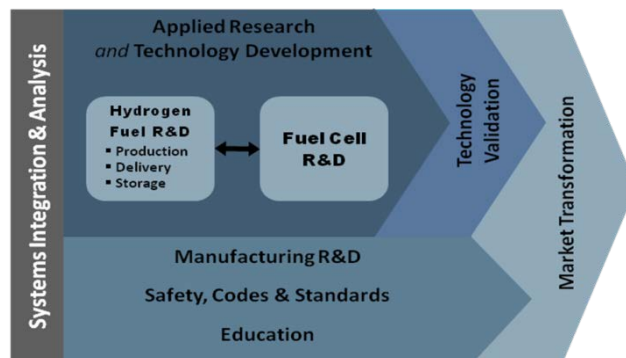 Systems Integration & Analysis
Applied Research
and Technology Development
Hydrogen
Fuel R&D
▪ Production
▪ Delivery
▪ Storage
Fuel Cell
R&D
Technology
Validation
Market Transformation
Manufacturing R&D
Safety, Codes & Standards
Education